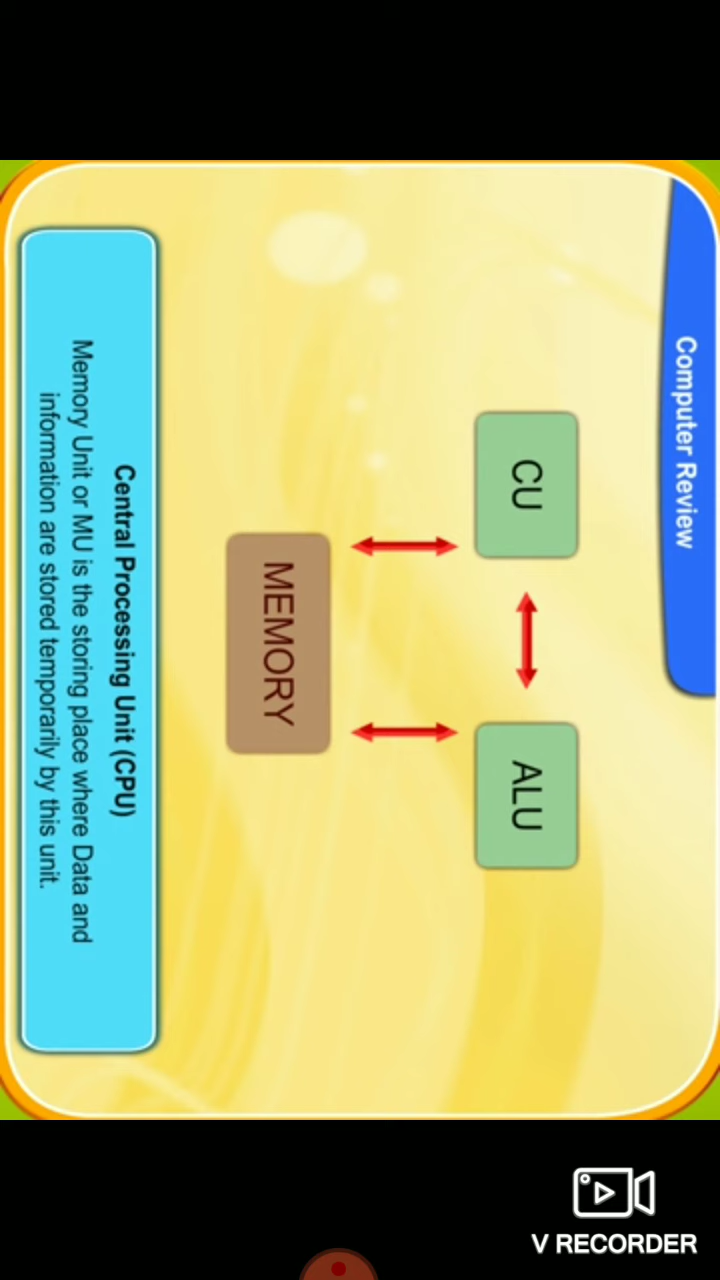 Computer Review
CU
ALU
MEMORY
Central Processing Unit (CPU)
Memory Unit or MU is the storing place where Data and
information are stored temporarily by this unit.
V RECORDER